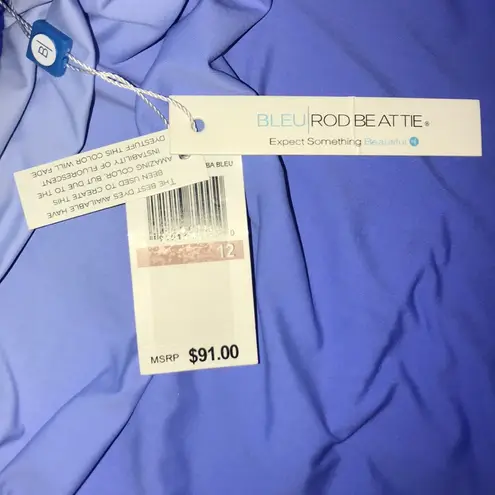 B
BLEU|ROD BEATTIE®
Expect Something Beautiful
THE BEST DYES AVAILABLE HAVE
BEEN USED TO CREATE THIS
AMAZING COLOR, BUT DUE TO THE
INSTABILITY OF FLUORESCENT
DYESTUFF THIS COLOR WILL
FADE
BA BLEU
12
MSRP $91.00